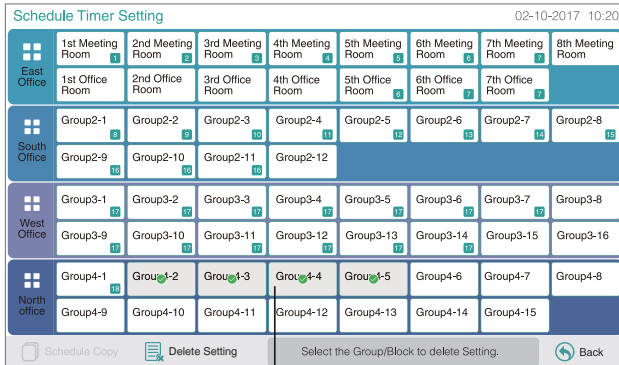 Schedule Timer Setting 02-10-2017 10:20
East Office
1st Meeting Room 1
2nd Meeting Room 2
3rd Meeting Room 3
4th Meeting Room 4
5th Meeting Room 5
6th Meeting Room 6
7th Meeting Room 7
8th Meeting Room
1st Office Room
2nd Office Room
3rd Office Room
4th Office Room
5th Office Room 6
6th Office Room 7
7th Office Room 7
South Office
Group2-1 8
Group2-2 9
Group2-3 10
Group2-4 11
Group2-5 12
Group2-6 13
Group2-7 14
Group2-8 15
Group2-9 16
Group2-10 16
Group2-11 16
Group2-12
West Office
Group3-1 17
Group3-2 17
Group3-3 17
Group3-4 17
Group3-5 17
Group3-6 17
Group3-7 17
Group3-8
Group3-9 17
Group3-10 17
Group3-11 17
Group3-12 17
Group3-13 17
Group3-14 17
Group3-15
Group3-16
North office
Group4-1 18
Group4-2
Group4-3
Group4-4
Group4-5
Group4-6
Group4-7
Group4-8
Group4-9
Group4-10
Group4-11
Group4-12
Group4-13
Group4-14
Group4-15
Schedule Copy
Delete Setting
Select the Group/Block to delete Setting.
Back